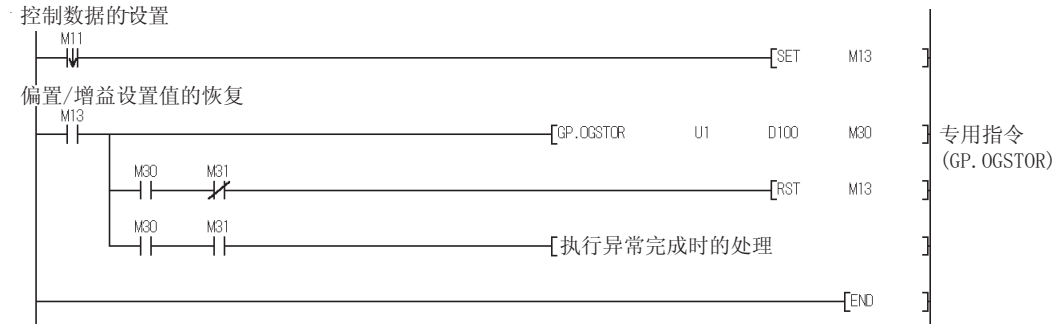 控制数据的设置
M11
SET M13
偏置/增益设置值的恢复
M13
GP.OGSTOR U1 D100 M30
专用指令
(GP.OGSTOR)
M30 M31
RST M13
M30 M31
执行异常完成时的处理
END